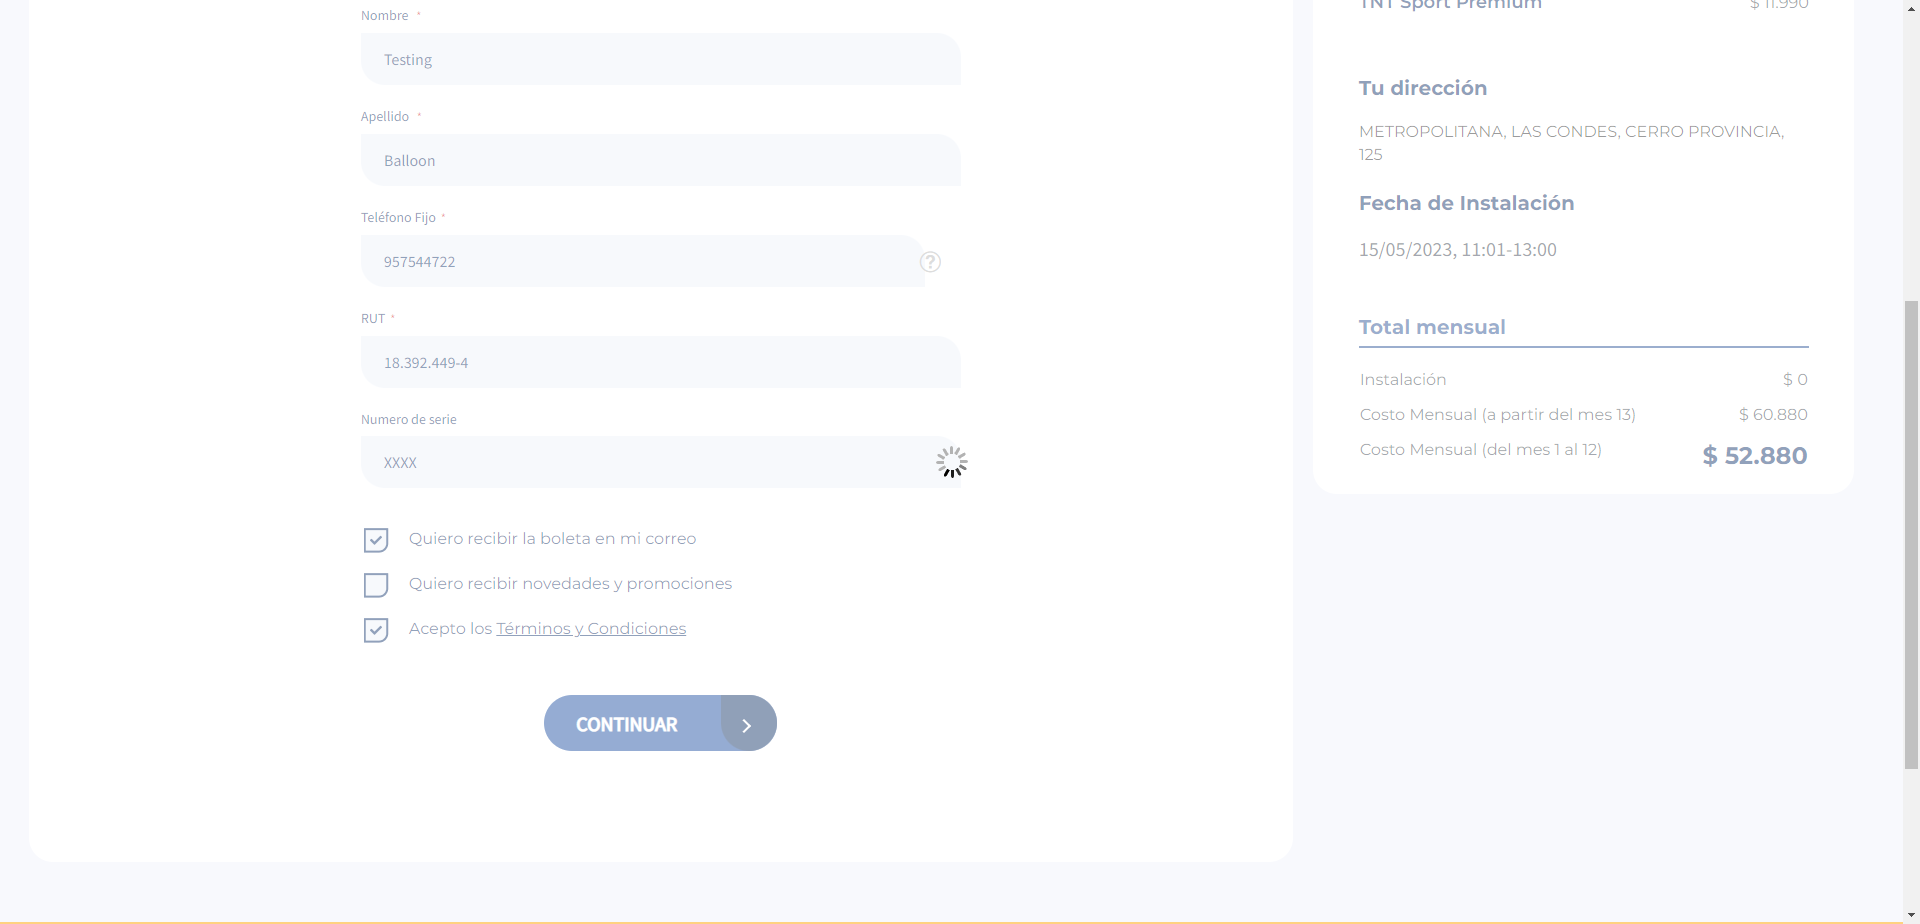 Nombre *
Testing
Apellido *
Balloon
Teléfono Fijo *
957544722
?
RUT *
18.392.449-4
Numero de serie
XXXX
Quiero recibir la boleta en mi correo
Quiero recibir novedades y promociones
Acepto los Términos y Condiciones
CONTINUAR
TNT Sport Premium $ 11.990
Tu dirección
METROPOLITANA, LAS CONDES, CERRO PROVINCIA,
125
Fecha de Instalación
15/05/2023, 11:01-13:00
Total mensual
Instalación $ 0
Costo Mensual (a partir del mes 13) $ 60.880
Costo Mensual (del mes 1 al 12) $ 52.880